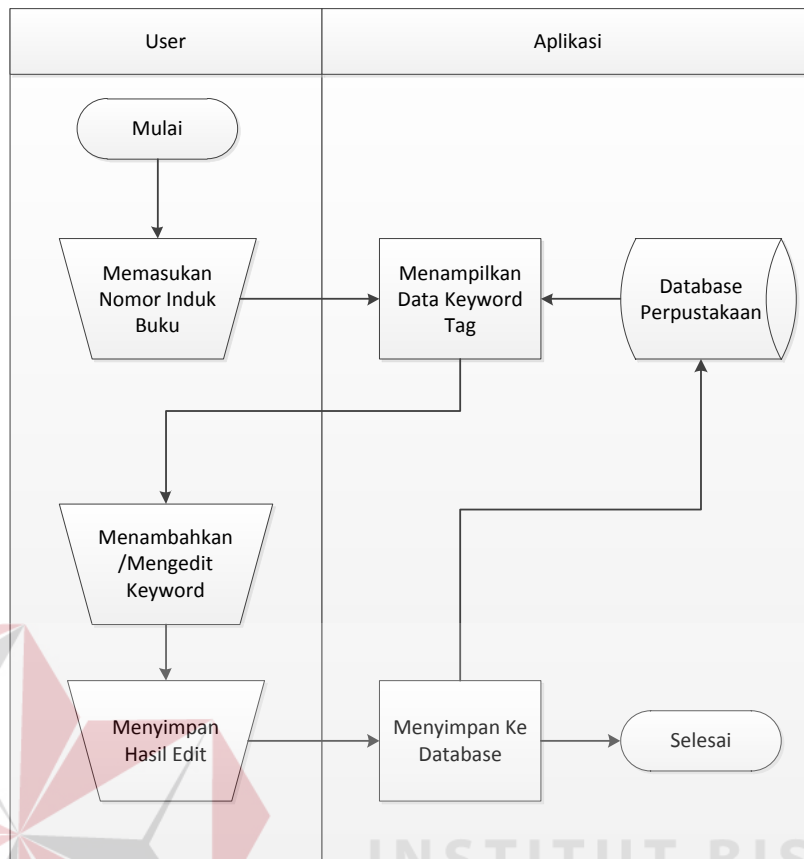 User
Aplikasi
Mulai
Memasukan
Nomor Induk
Buku
Menampilkan
Data Keyword
Tag
Database
Perpustakaan
Menambahkan
/Mengedit
Keyword
Menyimpan
Hasil Edit
Menyimpan Ke
Database
Selesai
INSTITUT BIS